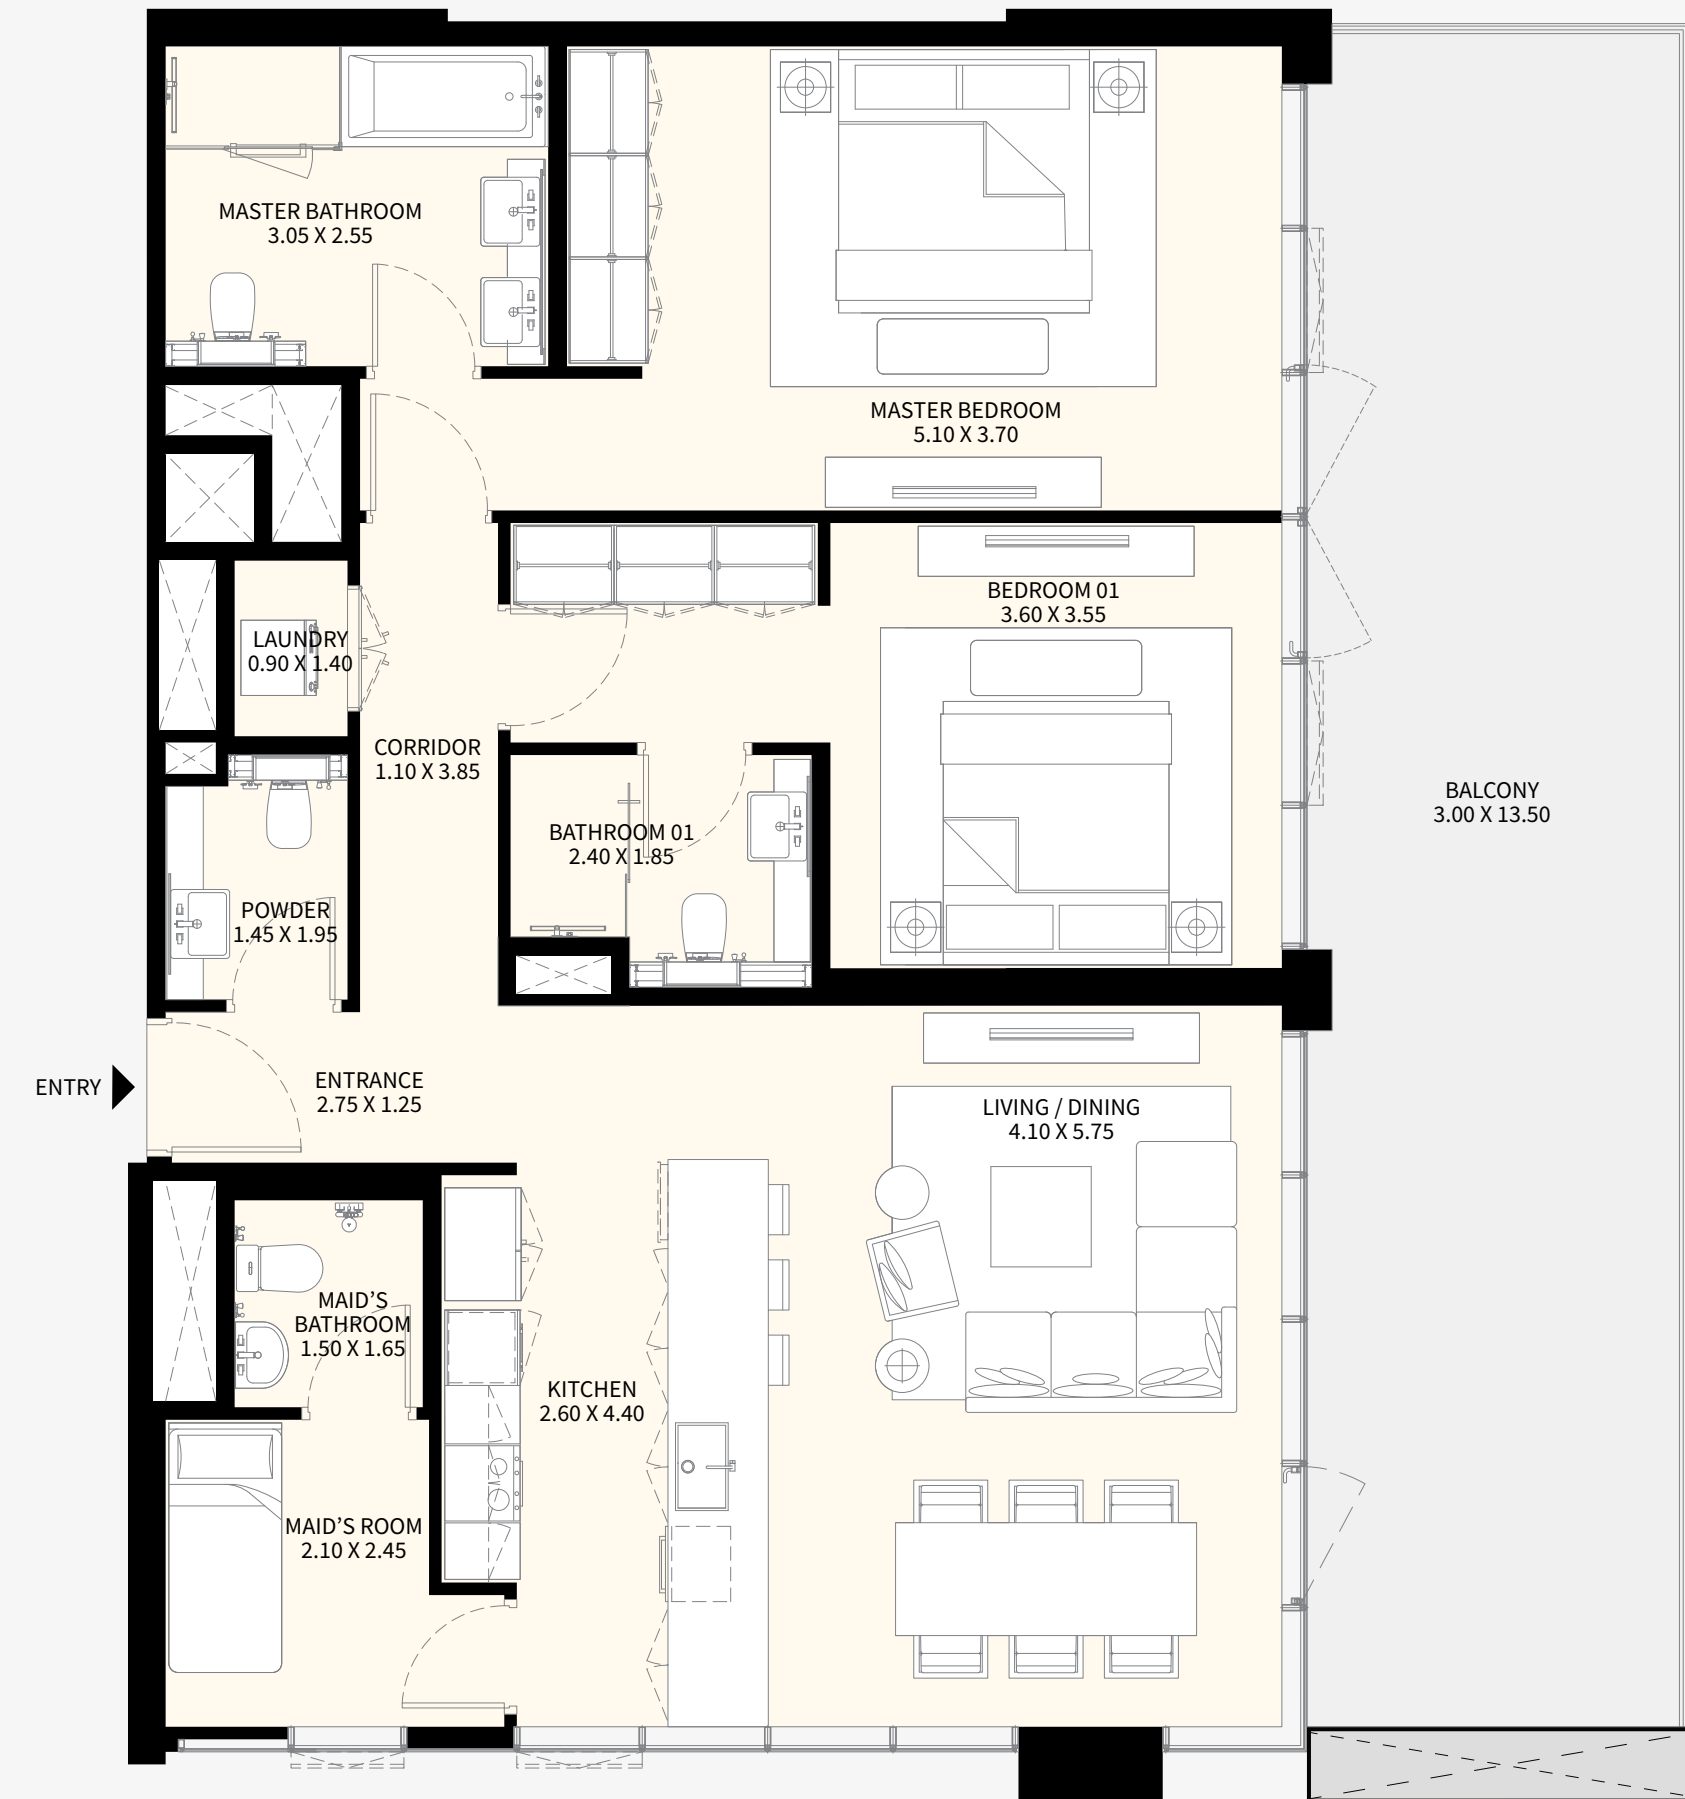 MASTER BATHROOM
3.05 X 2.55
MASTER BEDROOM
5.10 X 3.70
BEDROOM 01
3.60 X 3.55
LAUNDRY
0.90 X 1.40
CORRIDOR
1.10 X 3.85
BALCONY
3.00 X 13.50
BATHROOM 01
2.40 X 1.85
POWDER
1.45 X 1.95
ENTRY
ENTRANCE
2.75 X 1.25
LIVING / DINING
4.10 X 5.75
MAID’S
BATHROOM
1.50 X 1.65
KITCHEN
2.60 X 4.40
MAID’S ROOM
2.10 X 2.45